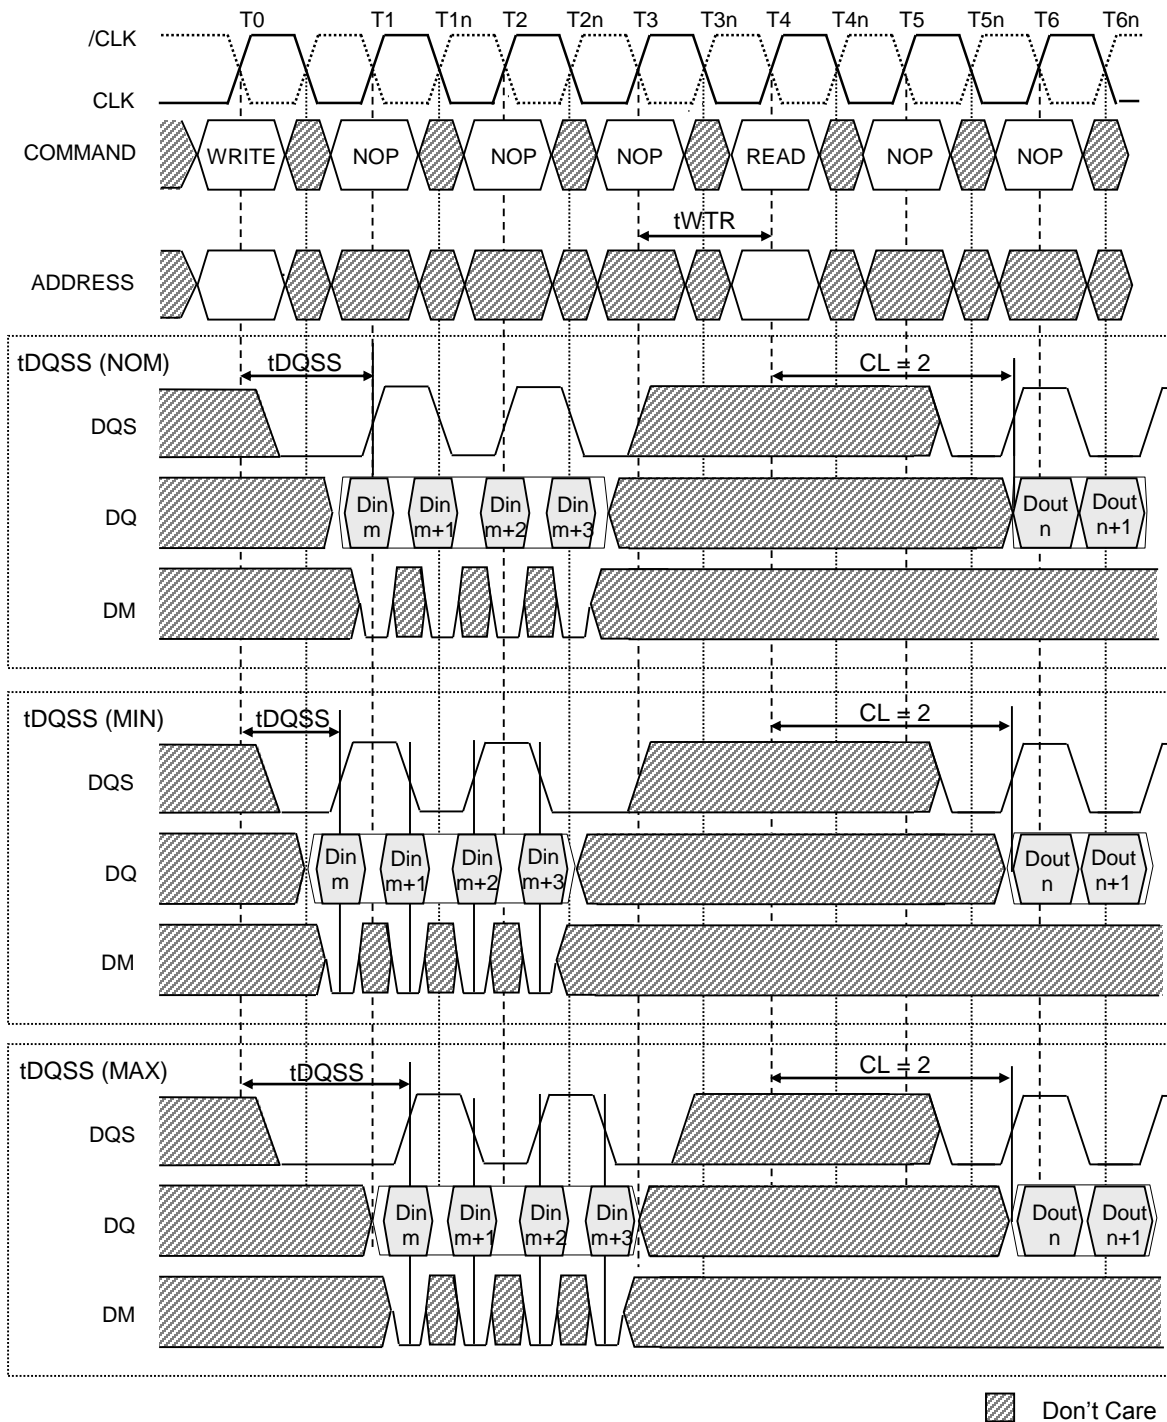 T0 T1 T1n T2 T2n T3 T3n T4 T4n T5 T5n T6 T6n
/CLK
CLK
COMMAND WRITE NOP NOP NOP READ NOP NOP
tWTR
ADDRESS
tDQSS (NOM) tDQSS CL = 2
DQS
DQ Din m Din m+1 Din m+2 Din m+3 Dout n Dout n+1
DM
tDQSS (MIN) tDQSS CL = 2
DQS
DQ Din m Din m+1 Din m+2 Din m+3 Dout n Dout n+1
DM
tDQSS (MAX) tDQSS CL = 2
DQS
DQ Din m Din m+1 Din m+2 Din m+3 Dout n Dout n+1
DM
Don't Care